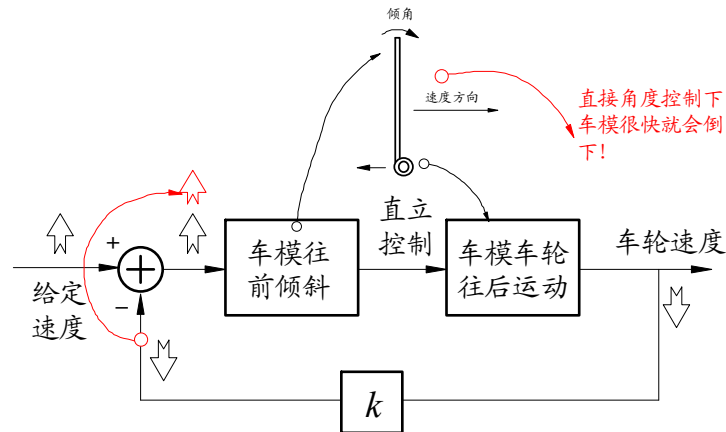 倾角
速度方向
直接角度控制下
车模很快就会倒
下!
+
−
给定
速度
车模往
前倾斜
直立
控制
车模车轮
往后运动
车轮速度
k